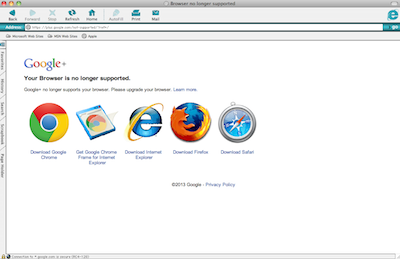 Browser no longer supported
Back Forward Stop Refresh Home AutoFill Print Mail
Address: go
Microsoft Web Sites MSN Web Sites Apple
Favorites
History
Search
Scrapbook
Page Holder
Google+
Your Browser is no longer supported.
Google+ no longer supports your browser. Please upgrade your browser. Learn more.
Download Google
Chrome
Get Google Chrome
Frame for Internet
Explorer
Download Internet
Explorer
Download Firefox
Download Safari
©2013 Google - Privacy Policy